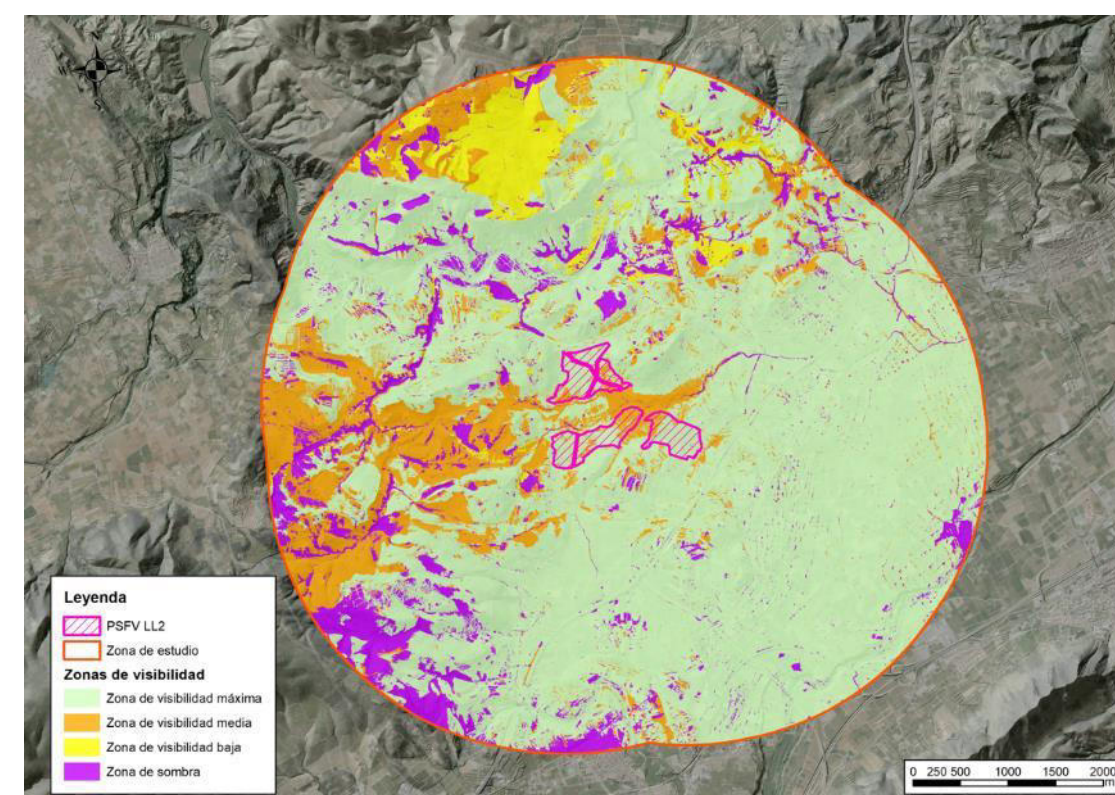 N
S
Leyenda
PSFV LL2
Zona de estudio
Zonas de visibilidad
Zona de visibilidad máxima
Zona de visibilidad media
Zona de visibilidad baja
Zona de sombra
0 250 500 1000 1500 2000
m